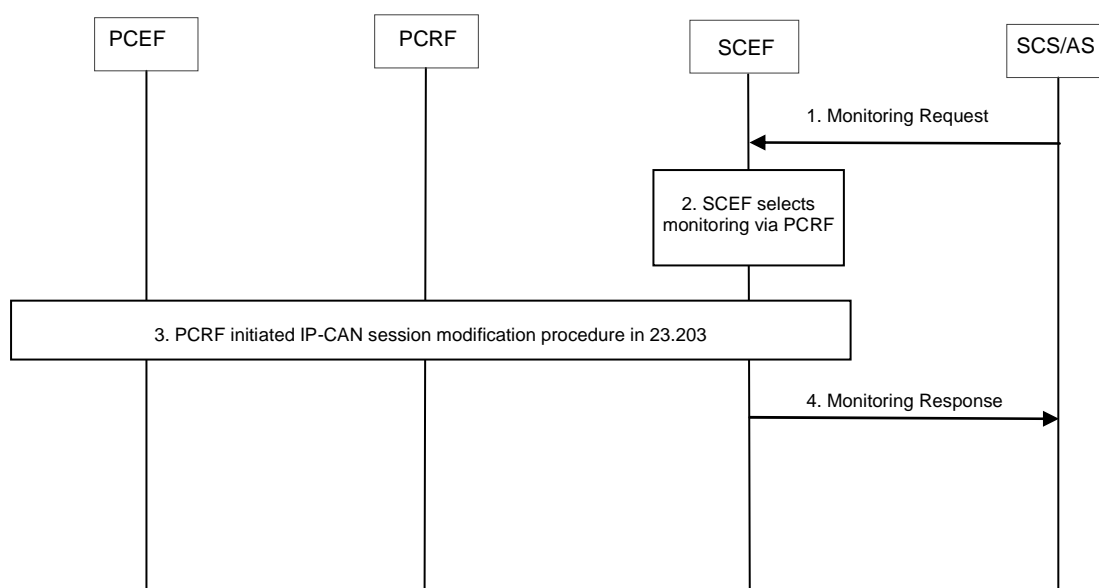 PCEF
PCRF
SCEF
SCS/AS
1. Monitoring Request
2. SCEF selects
monitoring via PCRF
3. PCRF initiated IP-CAN session modification procedure in 23.203
4. Monitoring Response